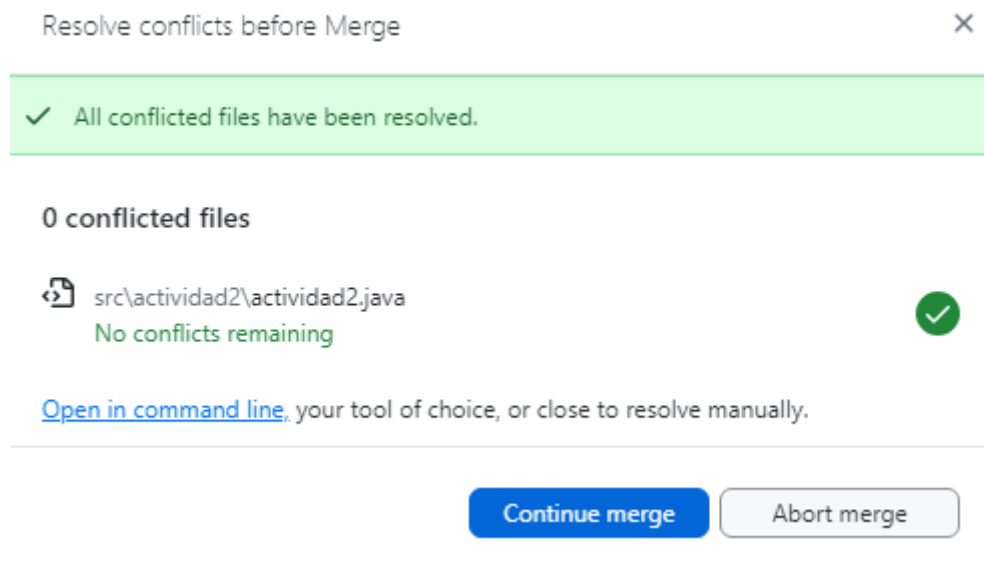 Resolve conflicts before Merge
All conflicted files have been resolved.
0 conflicted files
src\actividad2\actividad2.java
No conflicts remaining
Open in command line, your tool of choice, or close to resolve manually.
Continue merge
Abort merge